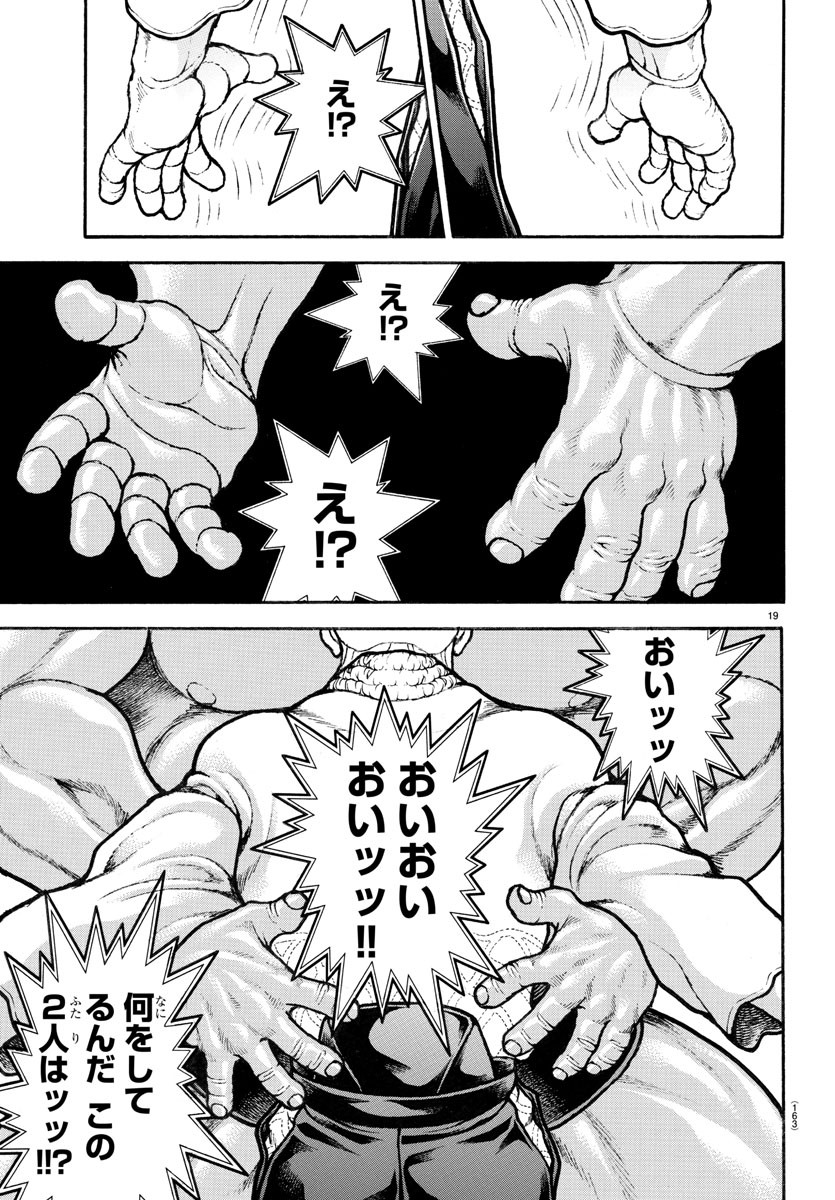 え
!?
え
!?
え
!?
19
おいッッ
おいおい
おいッッ!!
何をして
なに
るんだ この
2人はッッ!!?
ふたり
(163)